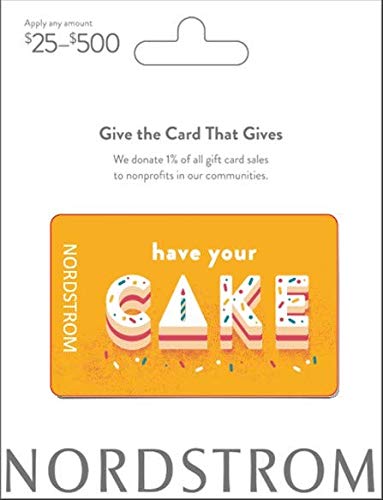 Apply any amount
$25–$500
Give the Card That Gives
We donate 1% of all gift card sales
to nonprofits in our communities.
NORDSTROM
have your
CAKE
NORDSTROM